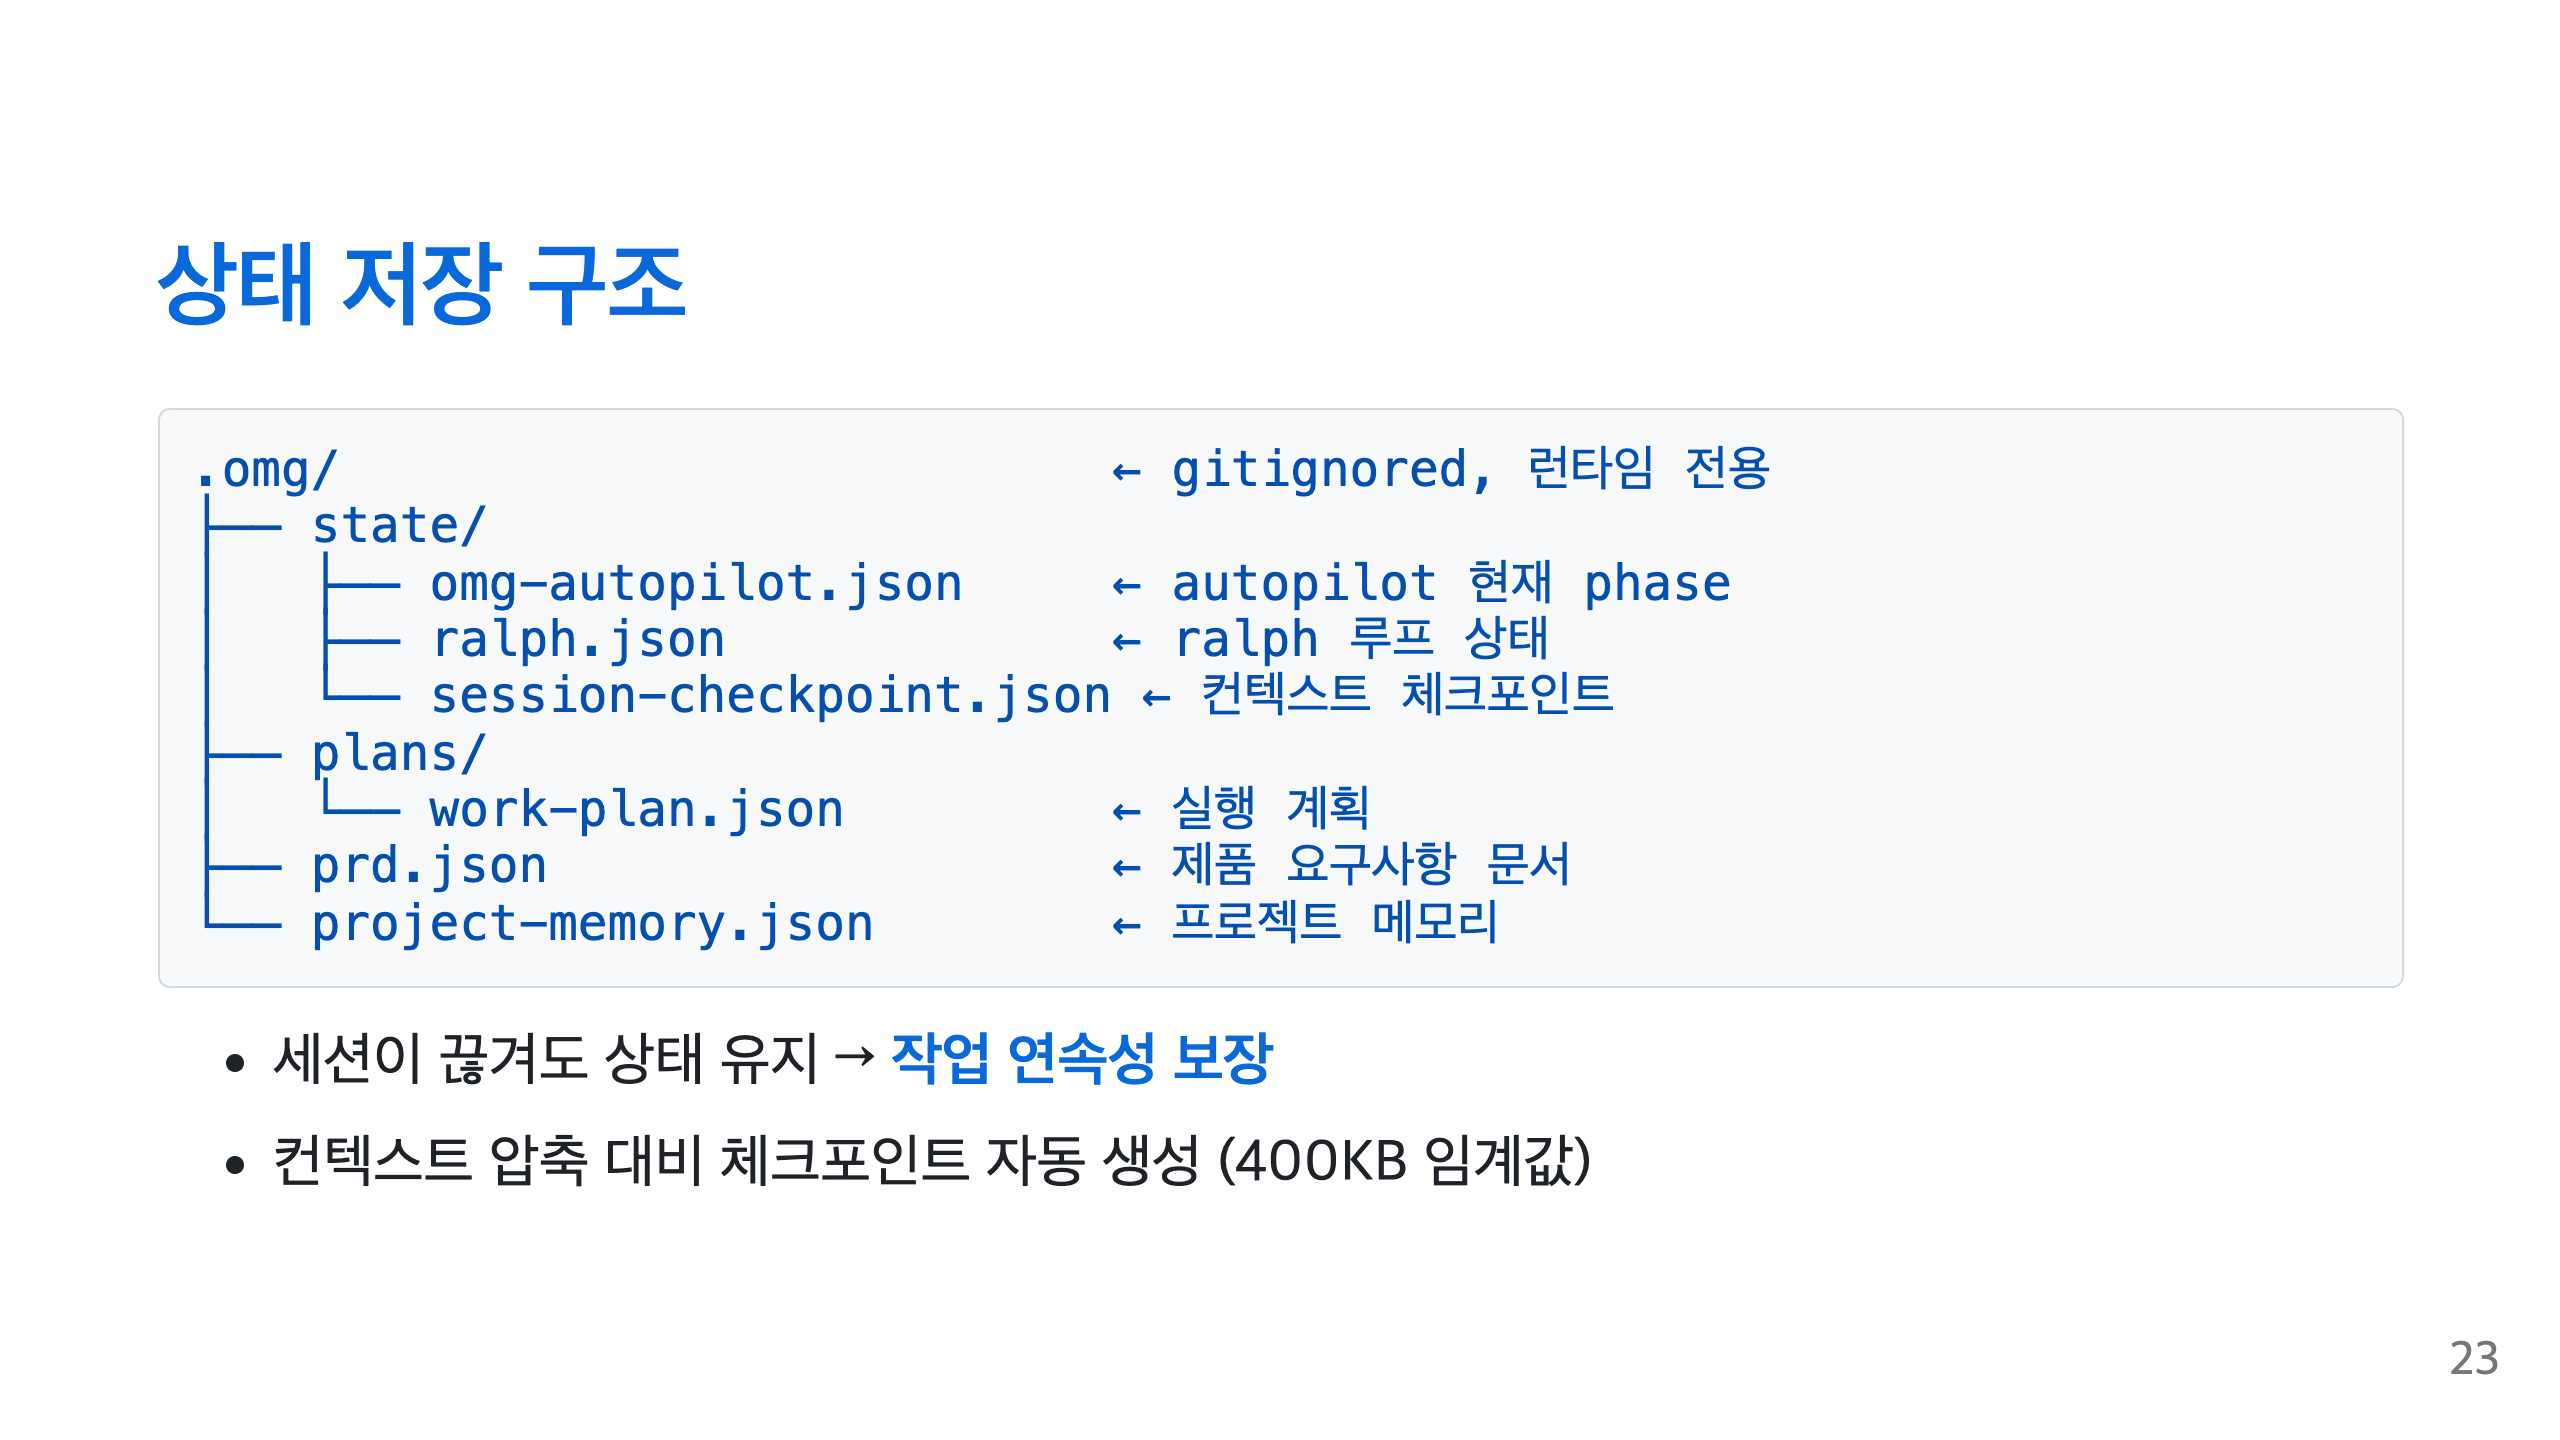 상태 저장 구조
.omg/                               ← gitignored, 런타임 전용
├── state/
│   ├── omg-autopilot.json     ← autopilot 현재 phase
│   ├── ralph.json             ← ralph 루프 상태
│   └── session-checkpoint.json ← 컨텍스트 체크포인트
├── plans/
│   └── work-plan.json         ← 실행 계획
├── prd.json                   ← 제품 요구사항 문서
└── project-memory.json        ← 프로젝트 메모리
• 세션이 끊겨도 상태 유지 → 작업 연속성 보장
• 컨텍스트 압축 대비 체크포인트 자동 생성 (400KB 임계값)
23